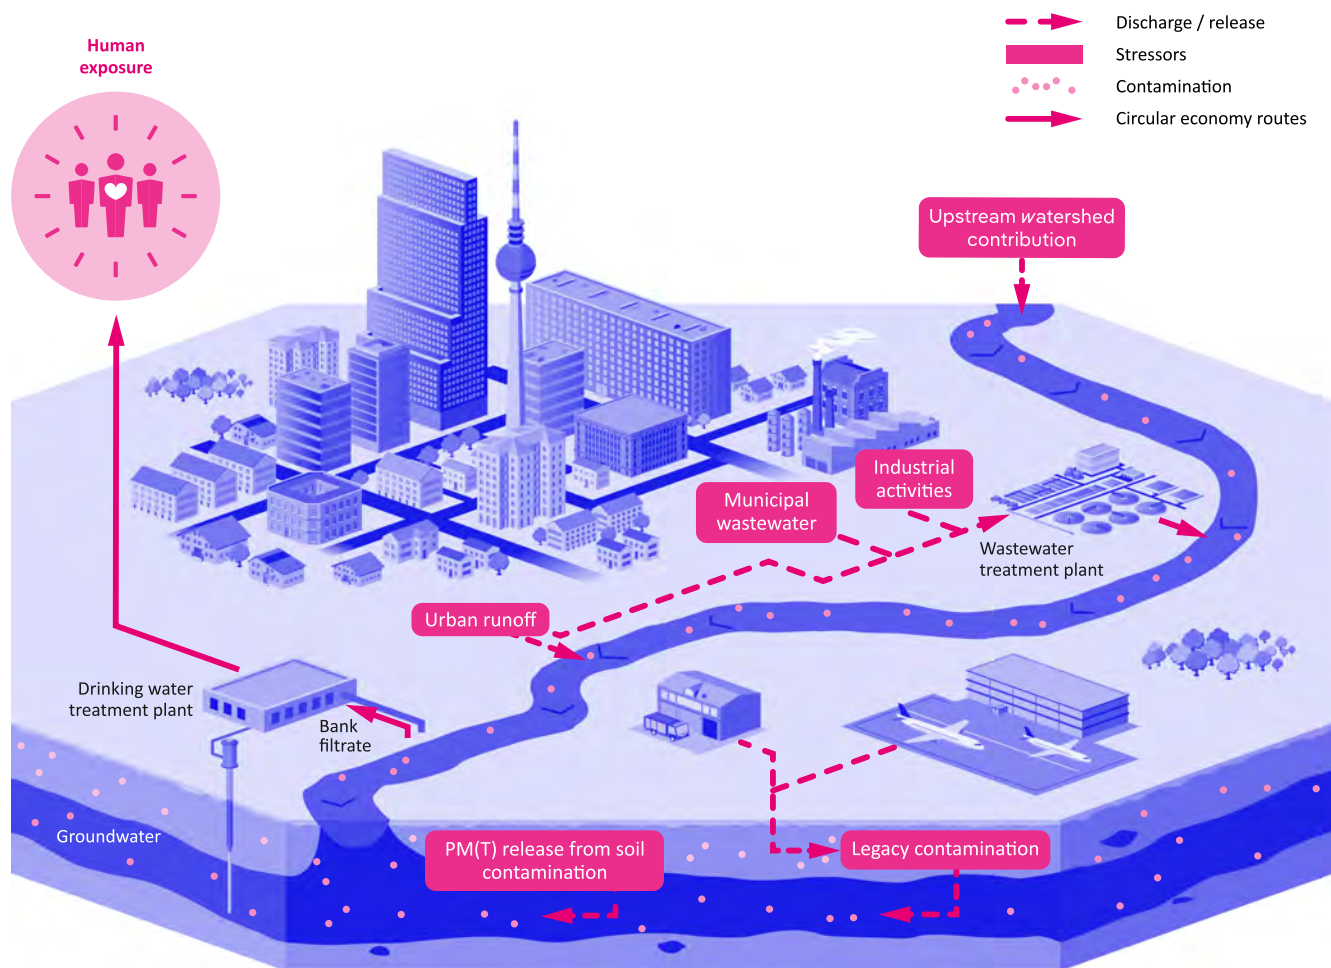 Human
exposure
Discharge / release
Stressors
Contamination
Circular economy routes
Upstream watershed
contribution
Industrial
activities
Municipal
wastewater
Wastewater
treatment plant
Urban runoff
Drinking water
treatment plant
Bank
filtrate
Groundwater
PM(T) release from soil
contamination
Legacy contamination